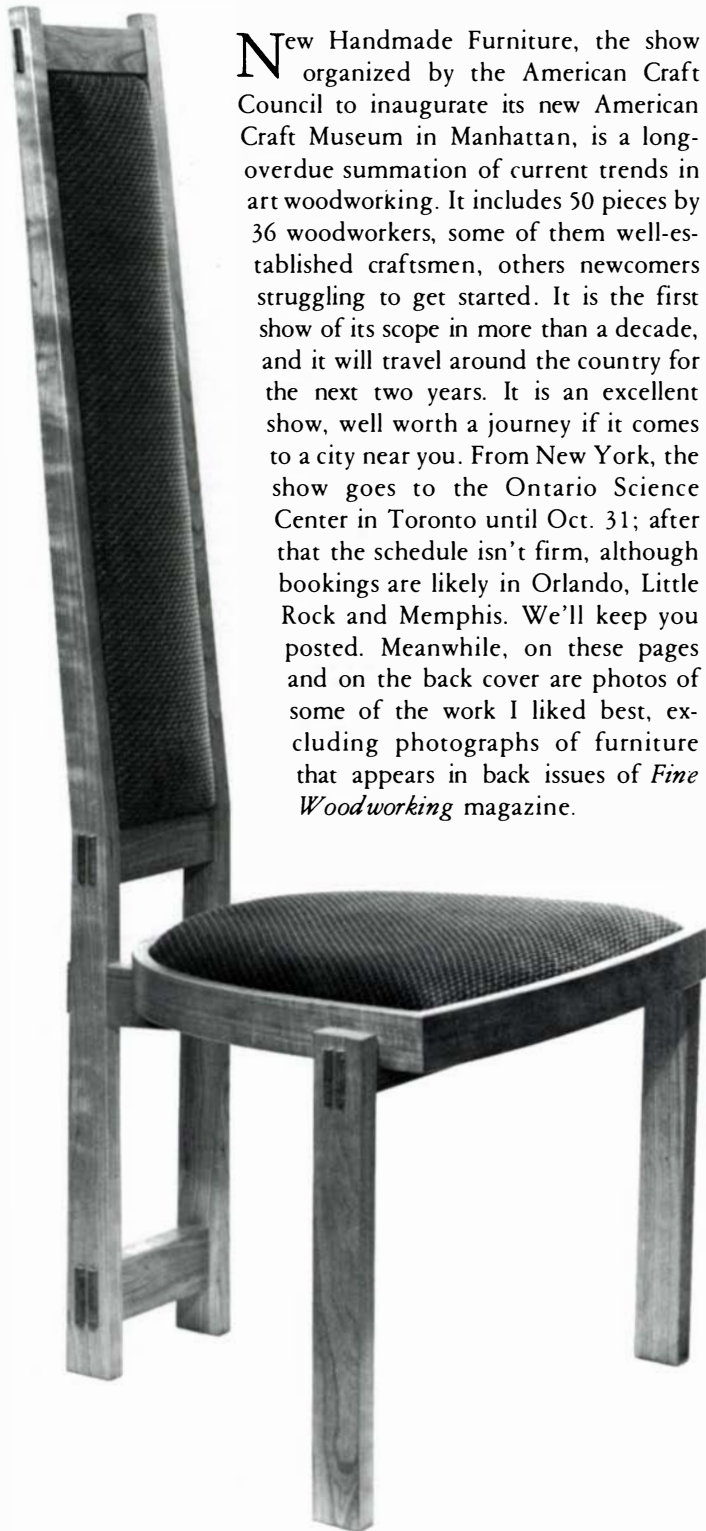 New Handmade Furniture, the show
organized by the American Craft
Council to inaugurate its new American
Craft Museum in Manhattan, is a long-
overdue summation of current trends in
art woodworking. It includes 50 pieces by
36 woodworkers, some of them well-es-
tablished craftsmen, others newcomers
struggling to get started. It is the first
show of its scope in more than a decade,
and it will travel around the country for
the next two years. It is an excellent
show, well worth a journey if it comes
to a city near you. From New York, the
show goes to the Ontario Science
Center in Toronto until Oct. 31; after
that the schedule isn't firm, although
bookings are likely in Orlando, Little
Rock and Memphis. We'll keep you
posted. Meanwhile, on these pages
and on the back cover are photos of
some of the work I liked best, ex-
cluding photographs of furniture
that appears in back issues of Fine
Woodworking magazine.